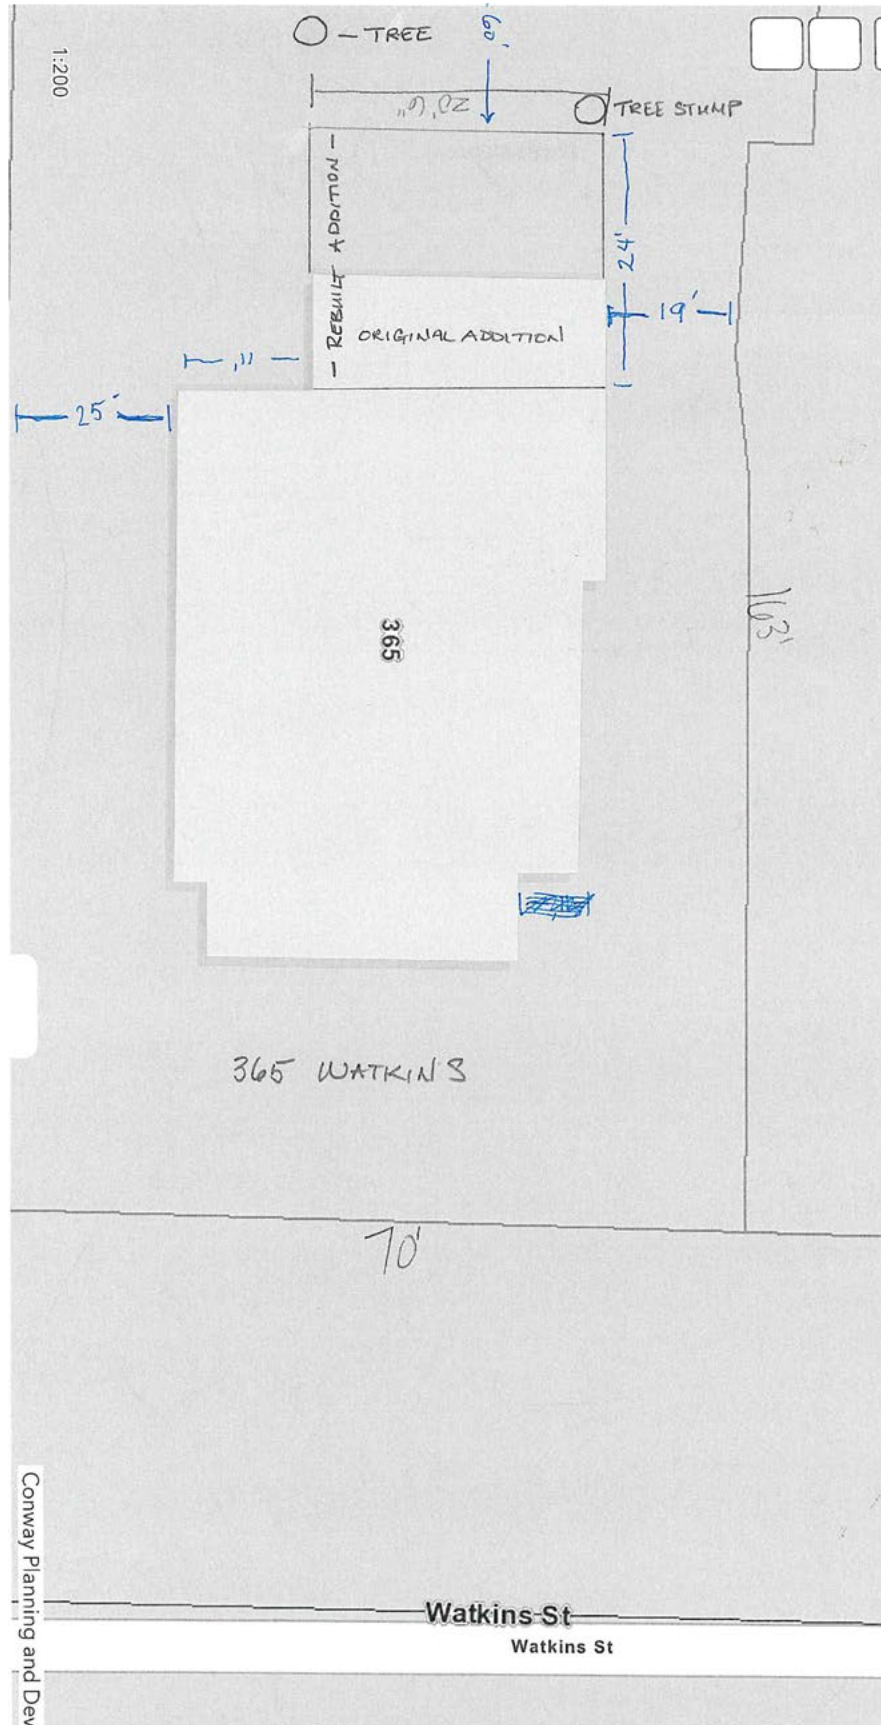 — TREE
60'
1:200
20' 6"
TREE STUMP
— REBUILT ADDITION —
24'
19'
ORIGINAL ADDITION
11'
25'
365
163'
365 WATKINS
70'
Watkins St
Watkins St
Conway Planning and Dev